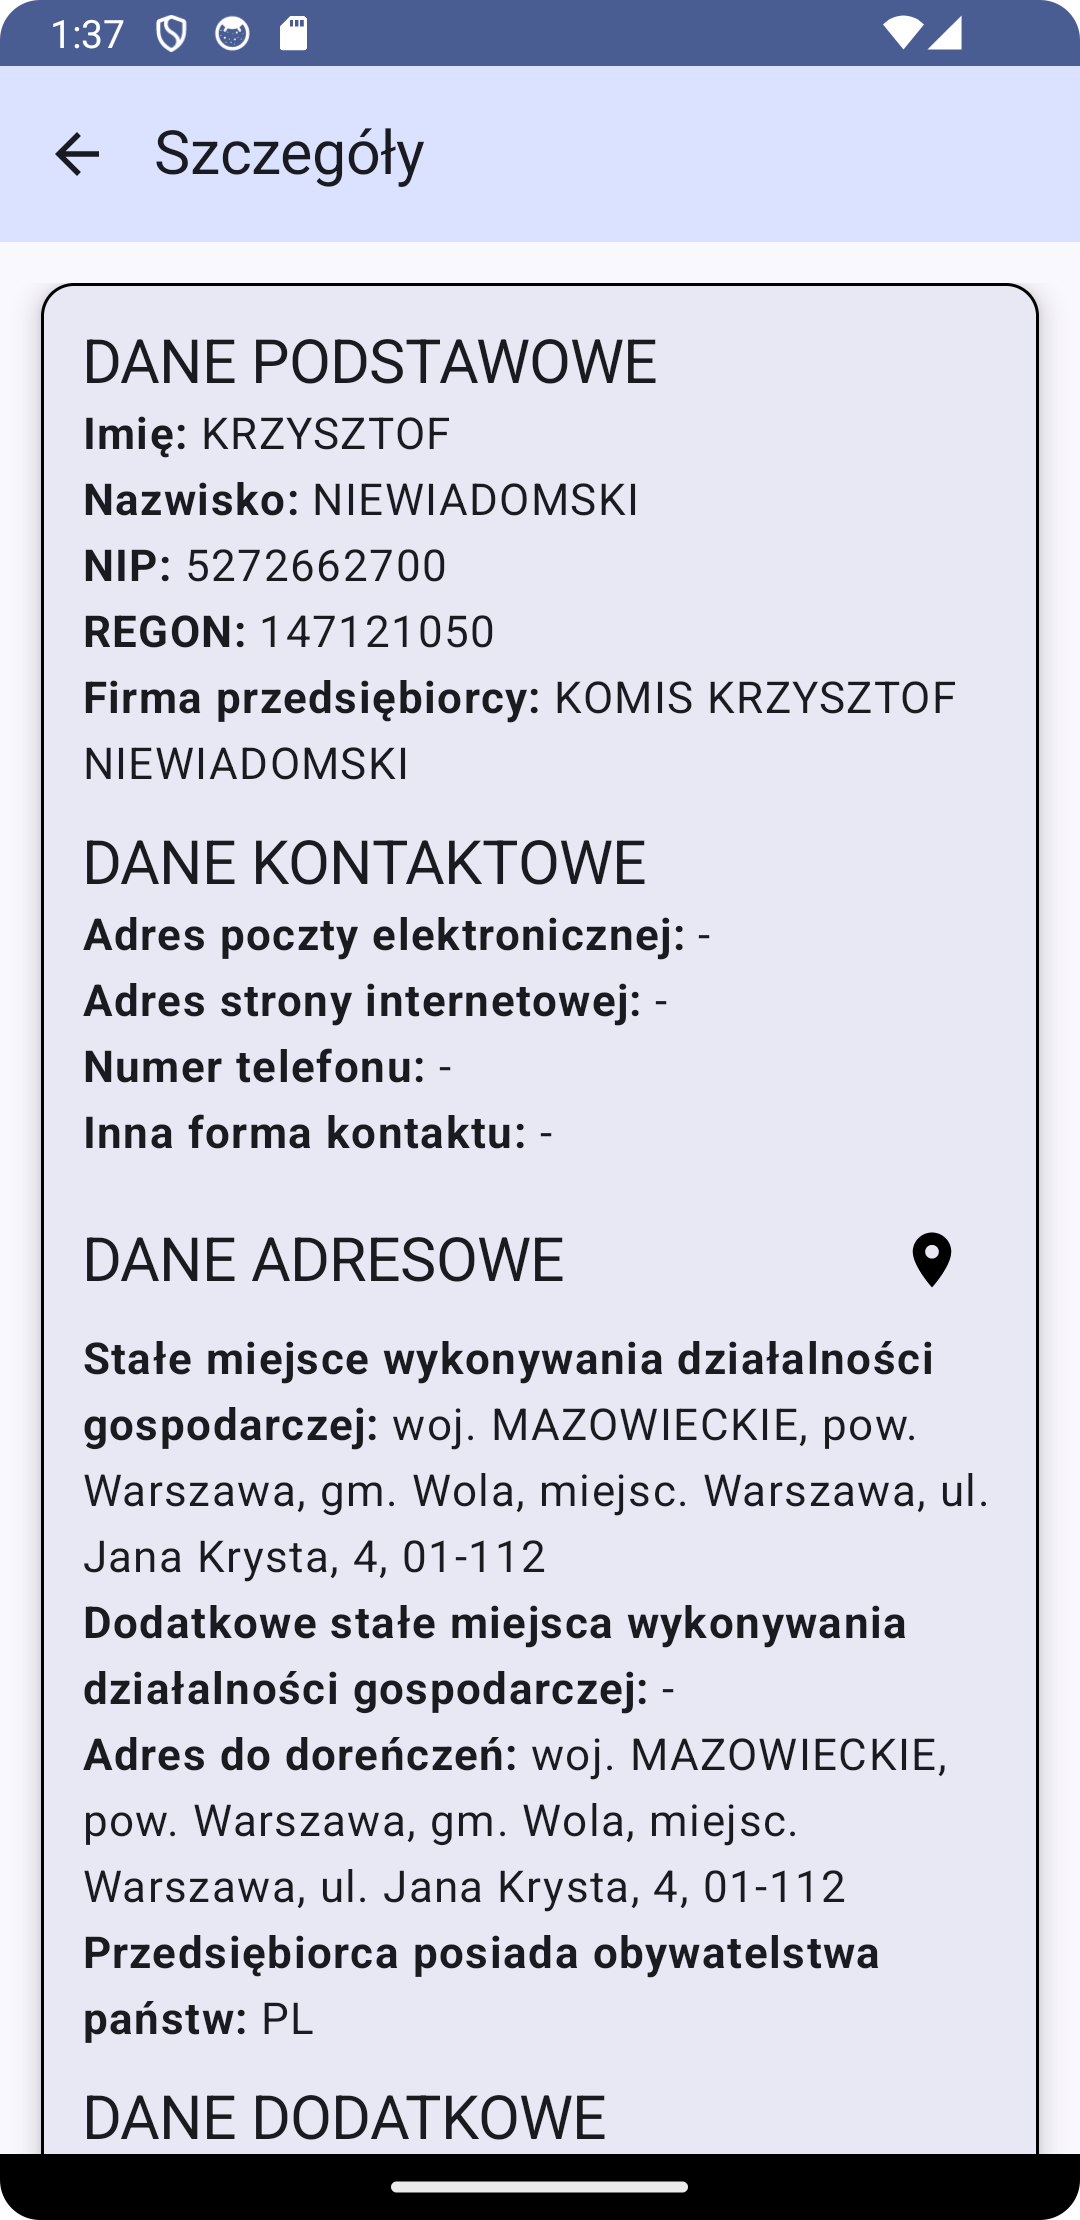 1:37
Szczegóły
DANE PODSTAWOWE
Imię: KRZYSZTOF
Nazwisko: NIEWIADOMSKI
NIP: 5272662700
REGON: 147121050
Firma przedsiębiorcy: KOMIS KRZYSZTOF
NIEWIADOMSKI
DANE KONTAKTOWE
Adres poczty elektronicznej: -
Adres strony internetowej: -
Numer telefonu: -
Inna forma kontaktu: -
DANE ADRESOWE
Stałe miejsce wykonywania działalności
gospodarczej: woj. MAZOWIECKIE, pow.
Warszawa, gm. Wola, miejsc. Warszawa, ul.
Jana Krysta, 4, 01-112
Dodatkowe stałe miejsca wykonywania
działalności gospodarczej: -
Adres do doreńczeń: woj. MAZOWIECKIE,
pow. Warszawa, gm. Wola, miejsc.
Warszawa, ul. Jana Krysta, 4, 01-112
Przedsiębiorca posiada obywatelstwa
państw: PL
DANE DODATKOWE